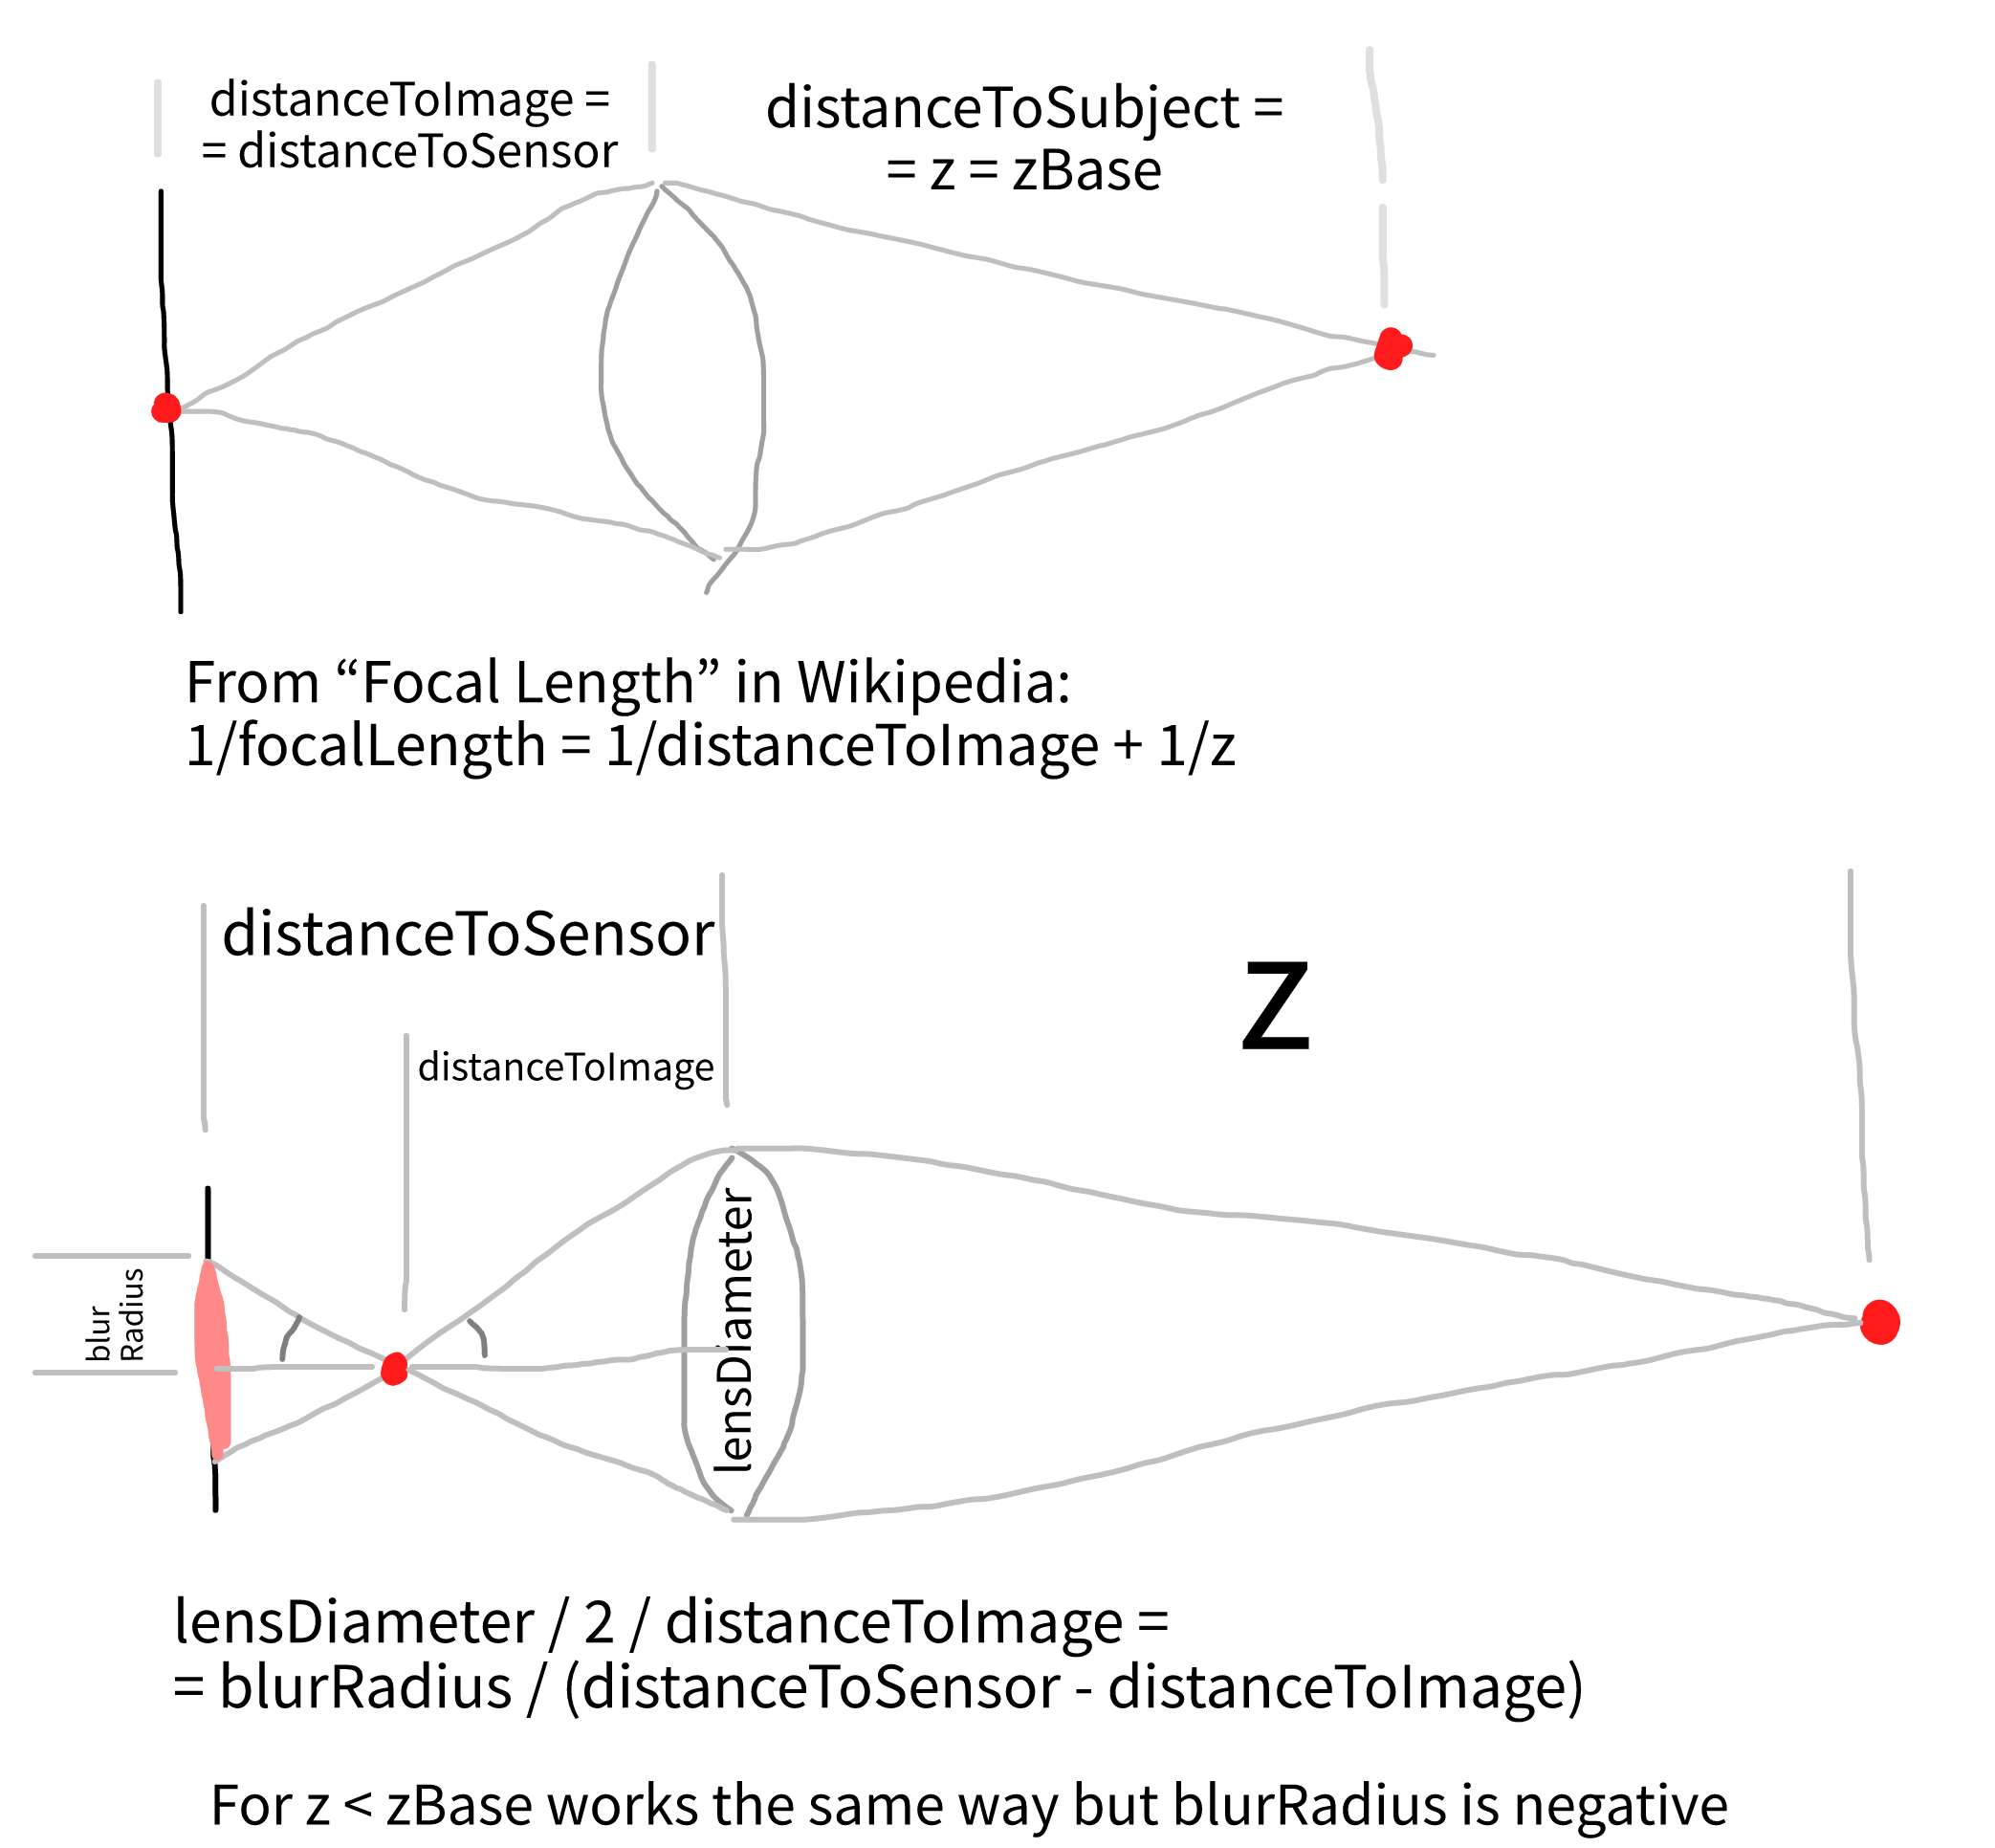 distanceToImage =
= distanceToSensor
distanceToSubject =
= z = zBase
From “Focal Length” in Wikipedia:
1/focalLength = 1/distanceToImage + 1/z
distanceToSensor
z
distanceToImage
lensDiameter
blur
Radius
lensDiameter / 2 / distanceToImage =
= blurRadius / (distanceToSensor - distanceToImage)
For z < zBase works the same way but blurRadius is negative